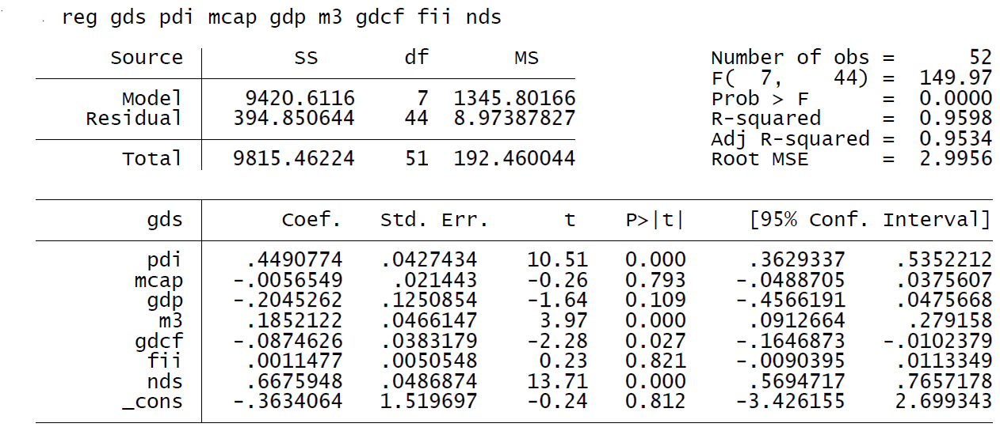 . reg gds pdi mcap gdp m3 gdcf fii nds
Source SS df MS Number of obs = 52
F( 7, 44) = 149.97
Model 9420.6116 7 1345.80166 Prob > F = 0.0000
Residual 394.850644 44 8.97387827 R-squared = 0.9598
Adj R-squared = 0.9534
Total 9815.46224 51 192.460044 Root MSE = 2.9956
gds Coef. Std. Err. t P>|t| [95% Conf. Interval]
pdi .4490774 .0427434 10.51 0.000 .3629337 .5352212
mcap -.0056549 .021443 -0.26 0.793 -.0488705 .0375607
gdp -.2045262 .1250854 -1.64 0.109 -.4566191 .0475668
m3 .1852122 .0466147 3.97 0.000 .0912664 .279158
gdcf -.0874626 .0383179 -2.28 0.027 -.1646873 -.0102379
fii .0011477 .0050548 0.23 0.821 -.0090395 .0113349
nds .6675948 .0486874 13.71 0.000 .5694717 .7657178
_cons -.3634064 1.519697 -0.24 0.812 -3.426155 2.699343